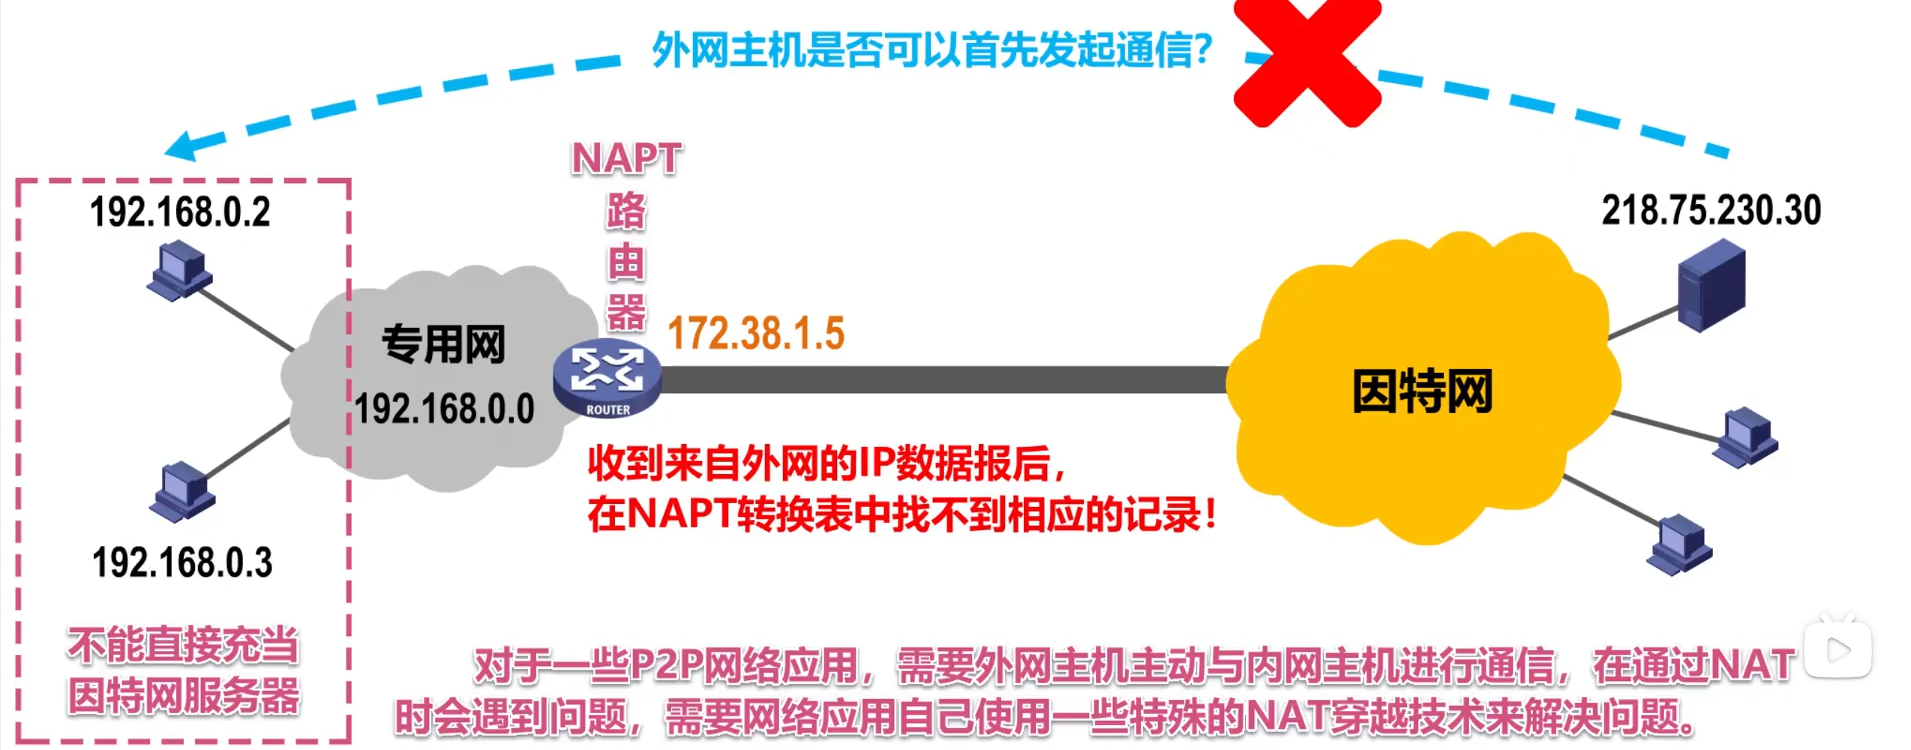 外网主机是否可以首先发起通信?
NAPT
路
由
器
192.168.0.2
218.75.230.30
172.38.1.5
专用网
192.168.0.0
ROUTER
因特网
收到来自外网的IP数据报后，
在NAPT转换表中找不到相应的记录！
192.168.0.3
不能直接充当
因特网服务器
对于一些P2P网络应用，需要外网主机主动与内网主机进行通信，在通过NAT
时会遇到问题，需要网络应用自己使用一些特殊的NAT穿越技术来解决问题。